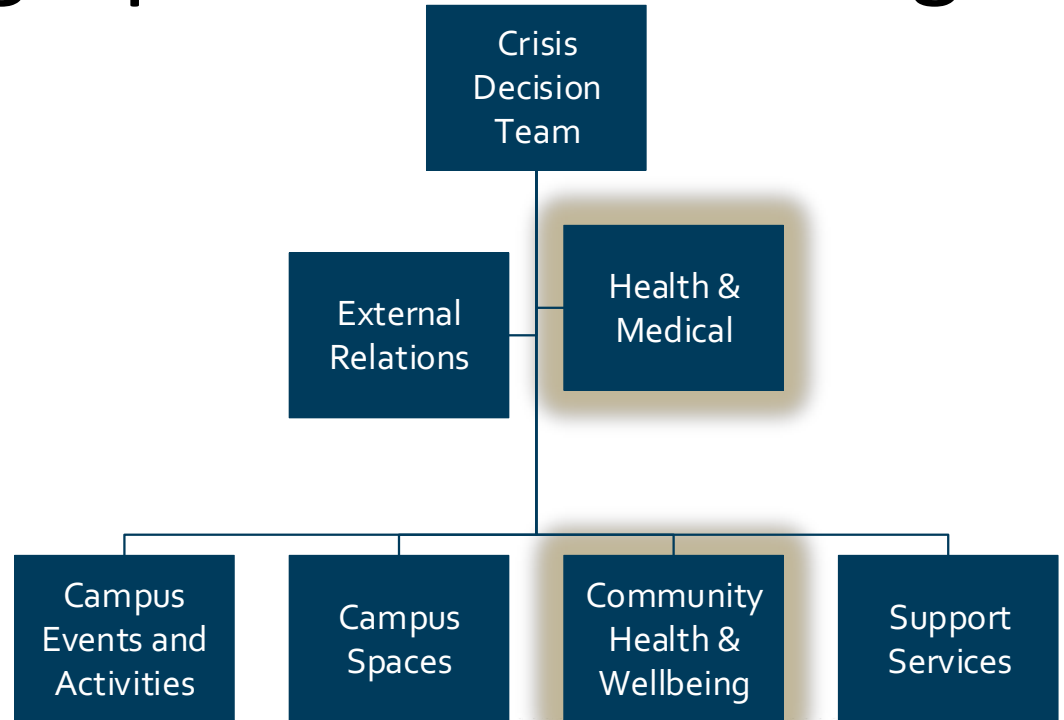 Crisis
Decision
Team
External
Relations
Health &
Medical
Campus
Events and
Activities
Campus
Spaces
Community
Health &
Wellbeing
Support
Services